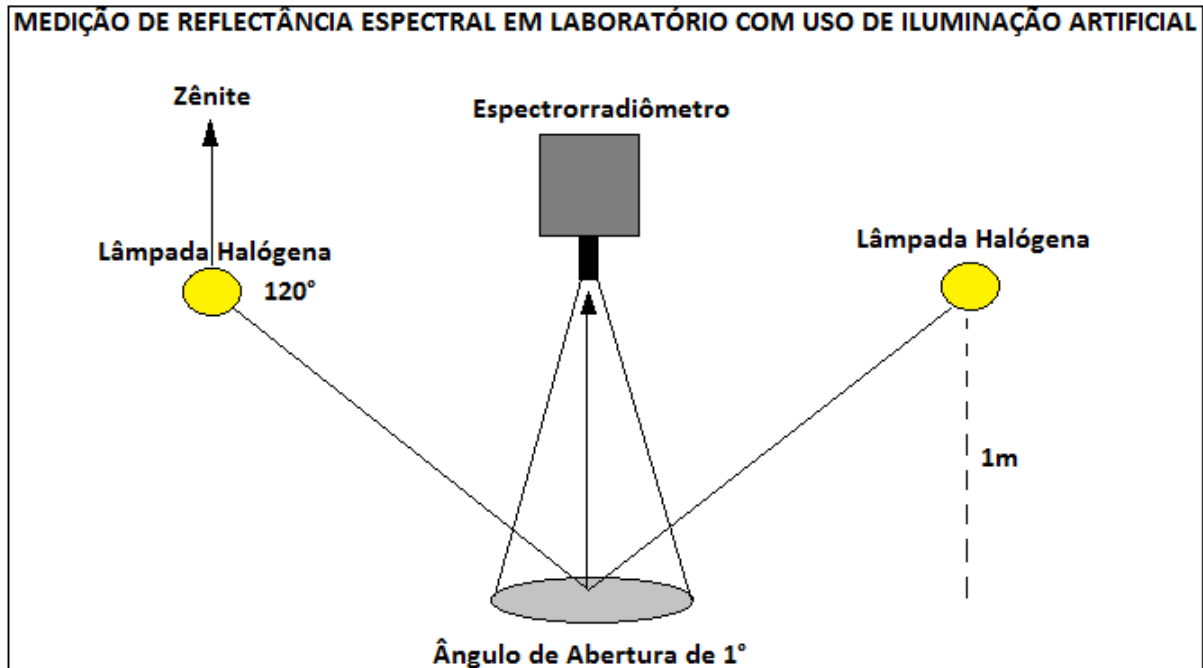 MEDIÇÃO DE REFLECTÂNCIA ESPECTRAL EM LABORATÓRIO COM USO DE ILUMINAÇÃO ARTIFICIAL
Zênite
Espectrorradiômetro
Lâmpada Halógena
Lâmpada Halógena
120°
1m
Ângulo de Abertura de 1°